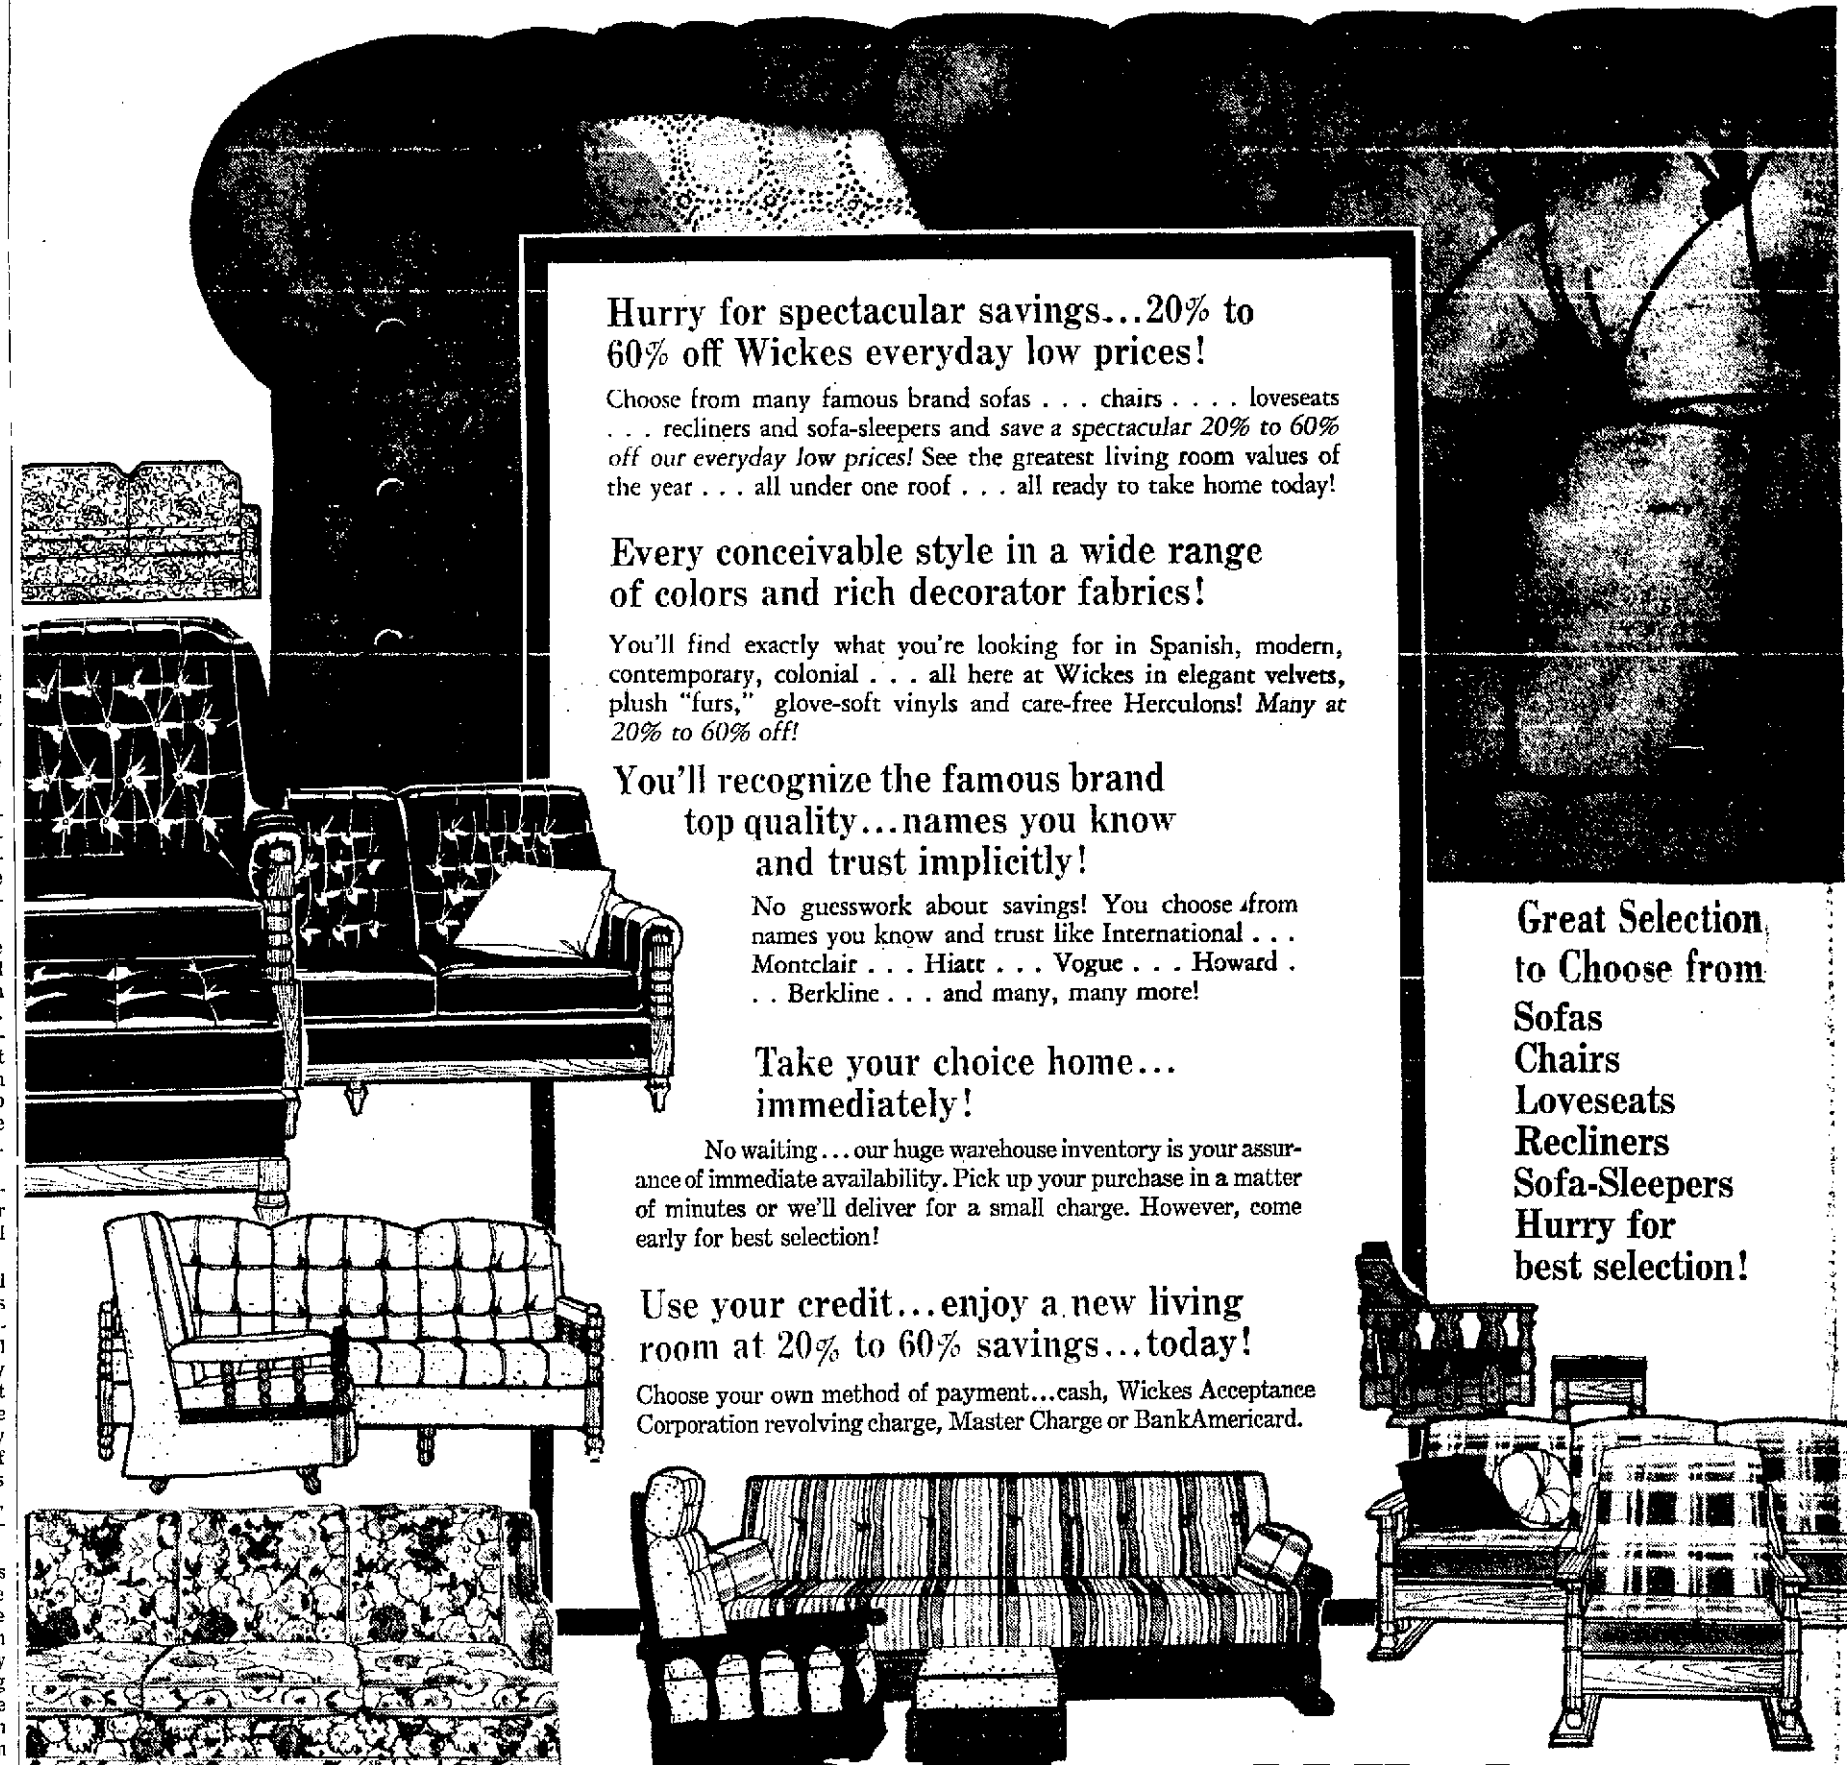 Hurry for spectacular savings...20% to
60% off Wickes everyday low prices!
Choose from many famous brand sofas . . . chairs . . . . loveseats
. . . recliners and sofa-sleepers and save a spectacular 20% to 60%
off our everyday low prices! See the greatest living room values of
the year . . . all under one roof . . . all ready to take home today!
Every conceivable style in a wide range
of colors and rich decorator fabrics!
You'll find exactly what you're looking for in Spanish, modern,
contemporary, colonial . . . all here at Wickes in elegant velvets,
plush "furs," glove-soft vinyls and care-free Herculons! Many at
20% to 60% off!
You'll recognize the famous brand
top quality...names you know
and trust implicitly!
No guesswork about savings! You choose from
names you know and trust like International . . .
Montclair . . . Hiatt . . . Vogue . . . Howard .
. . Berkline . . . and many, many more!
Take your choice home...
immediately!
No waiting...our huge warehouse inventory is your assur-
ance of immediate availability. Pick up your purchase in a matter
of minutes or we'll deliver for a small charge. However, come
early for best selection!
Use your credit...enjoy a new living
room at 20% to 60% savings...today!
Choose your own method of payment...cash, Wickes Acceptance
Corporation revolving charge, Master Charge or BankAmericard.
Great Selection
to Choose from
Sofas
Chairs
Loveseats
Recliners
Sofa-Sleepers
Hurry for
best selection!